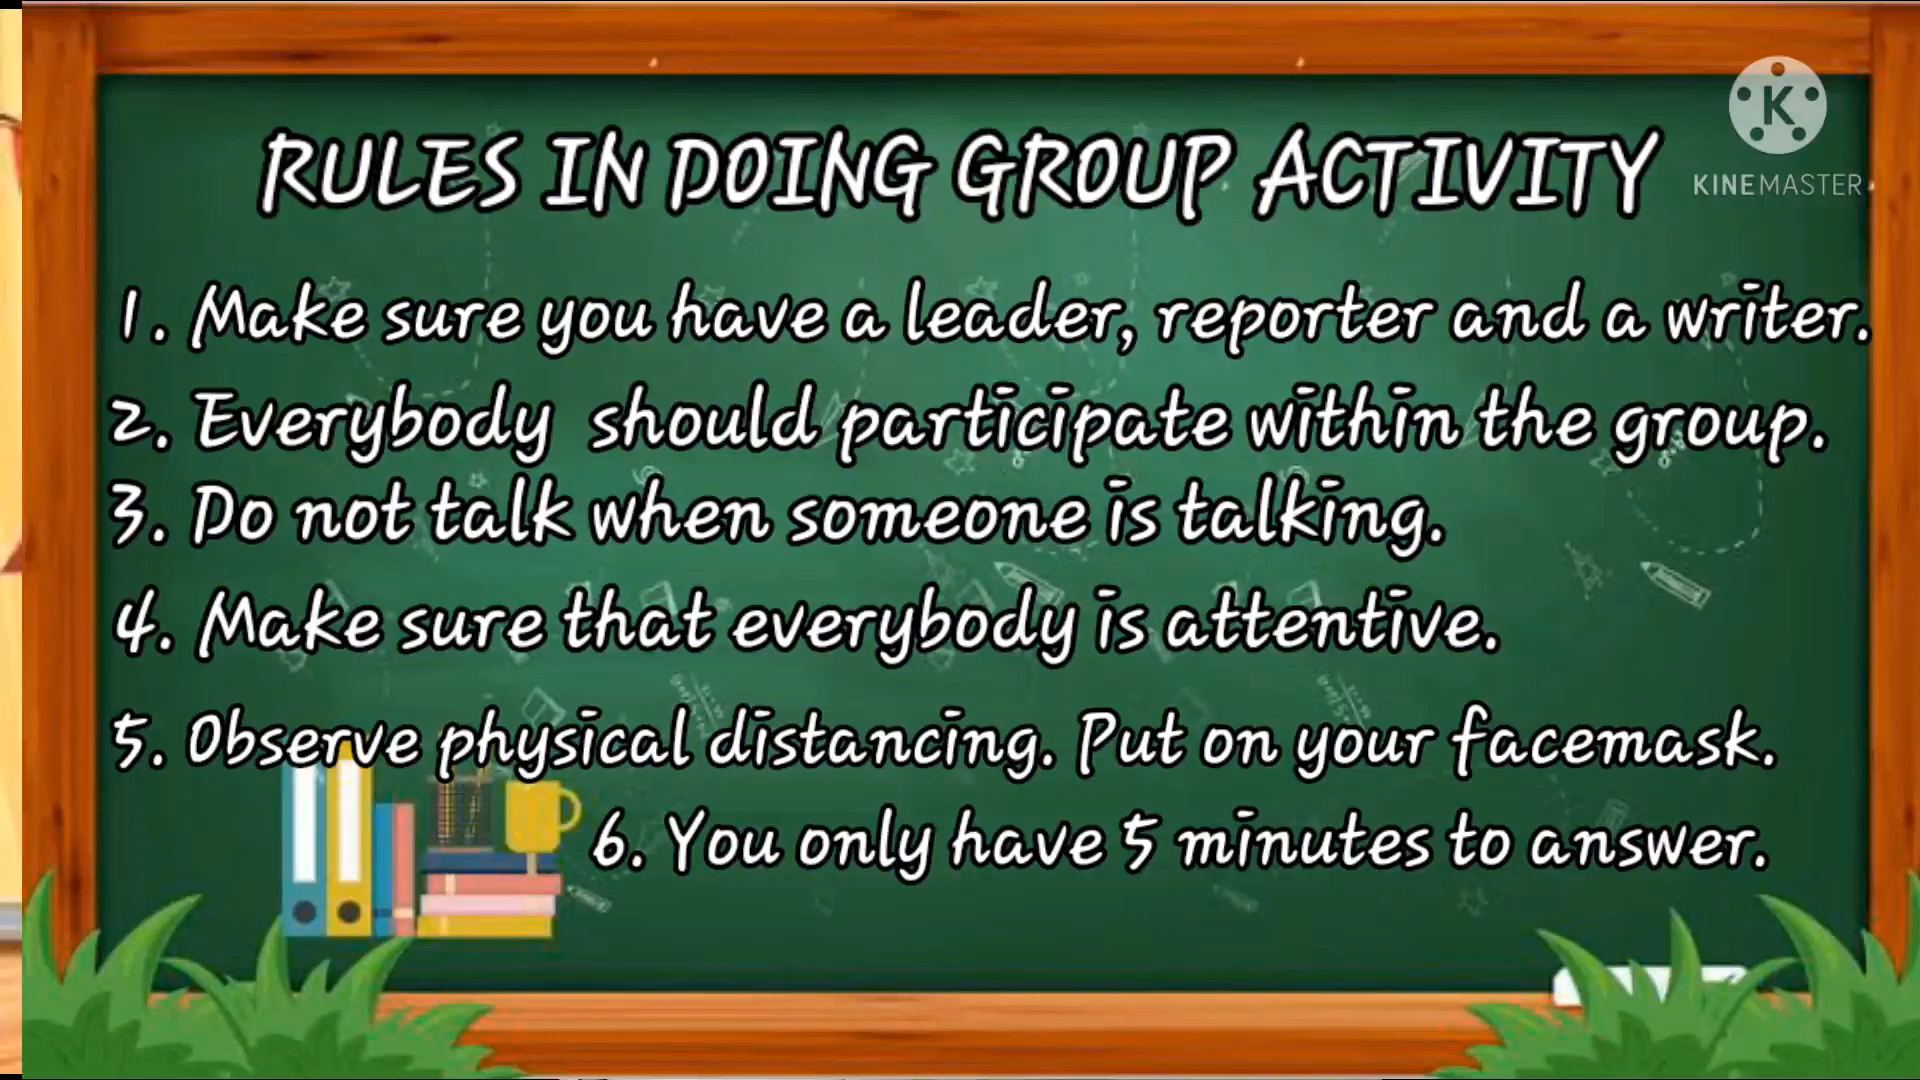 RULES IN DOING GROUP ACTIVITY
K
KINEMASTER
1. Make sure you have a leader, reporter and a writer.
2. Everybody should participate within the group.
3. Do not talk when someone is talking.
4. Make sure that everybody is attentive.
5. Observe physical distancing. Put on your facemask.
6. You only have 5 minutes to answer.